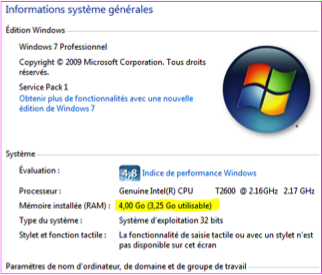 Informations système générales
Édition Windows
Windows 7 Professionnel
Copyright © 2009 Microsoft Corporation. Tous droits
réservés.
Service Pack 1
Obtenir plus de fonctionnalités avec une nouvelle
édition de Windows 7
Système
Évaluation : 4,8 Indice de performance Windows
Processeur : Genuine Intel(R) CPU T2600 @ 2.16GHz 2.17 GHz
Mémoire installée (RAM) : 4,00 Go (3,25 Go utilisable)
Type du système : Système d'exploitation 32 bits
Stylet et fonction tactile : La fonctionnalité de saisie tactile ou avec un stylet n'est
pas disponible sur cet écran
Paramètres de nom d'ordinateur, de domaine et de groupe de travail